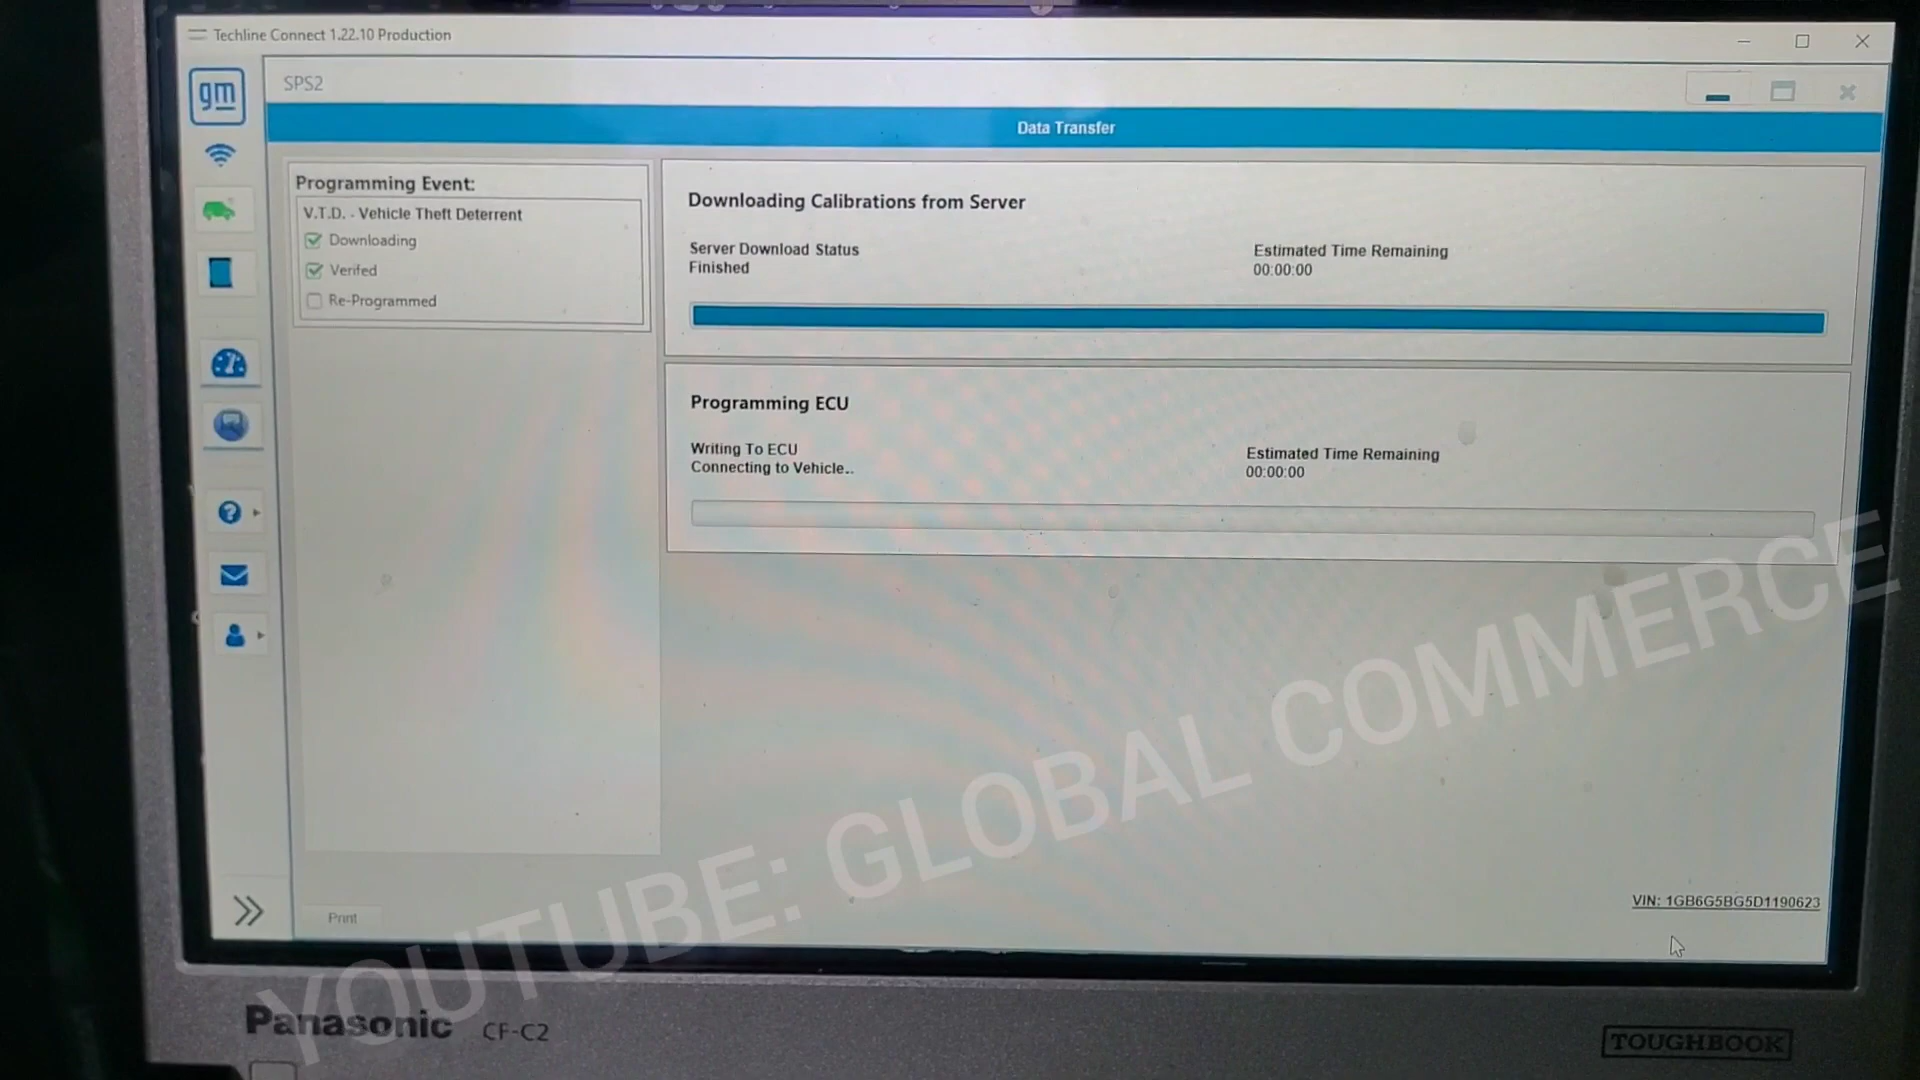 Techline Connect 1.22.10 Production
gm
SPS2
Data Transfer
Programming Event:
V.T.D. - Vehicle Theft Deterrent
Downloading
Verifed
Re-Programmed
Downloading Calibrations from Server
Server Download Status
Finished
Estimated Time Remaining
00:00:00
Programming ECU
Writing To ECU
Connecting to Vehicle..
Estimated Time Remaining
00:00:00
VIN: 1GB6G5BG5D1190623
Print
YOUTUBE: GLOBAL COMMERCE
Panasonic CF-C2
TOUGHBOOK